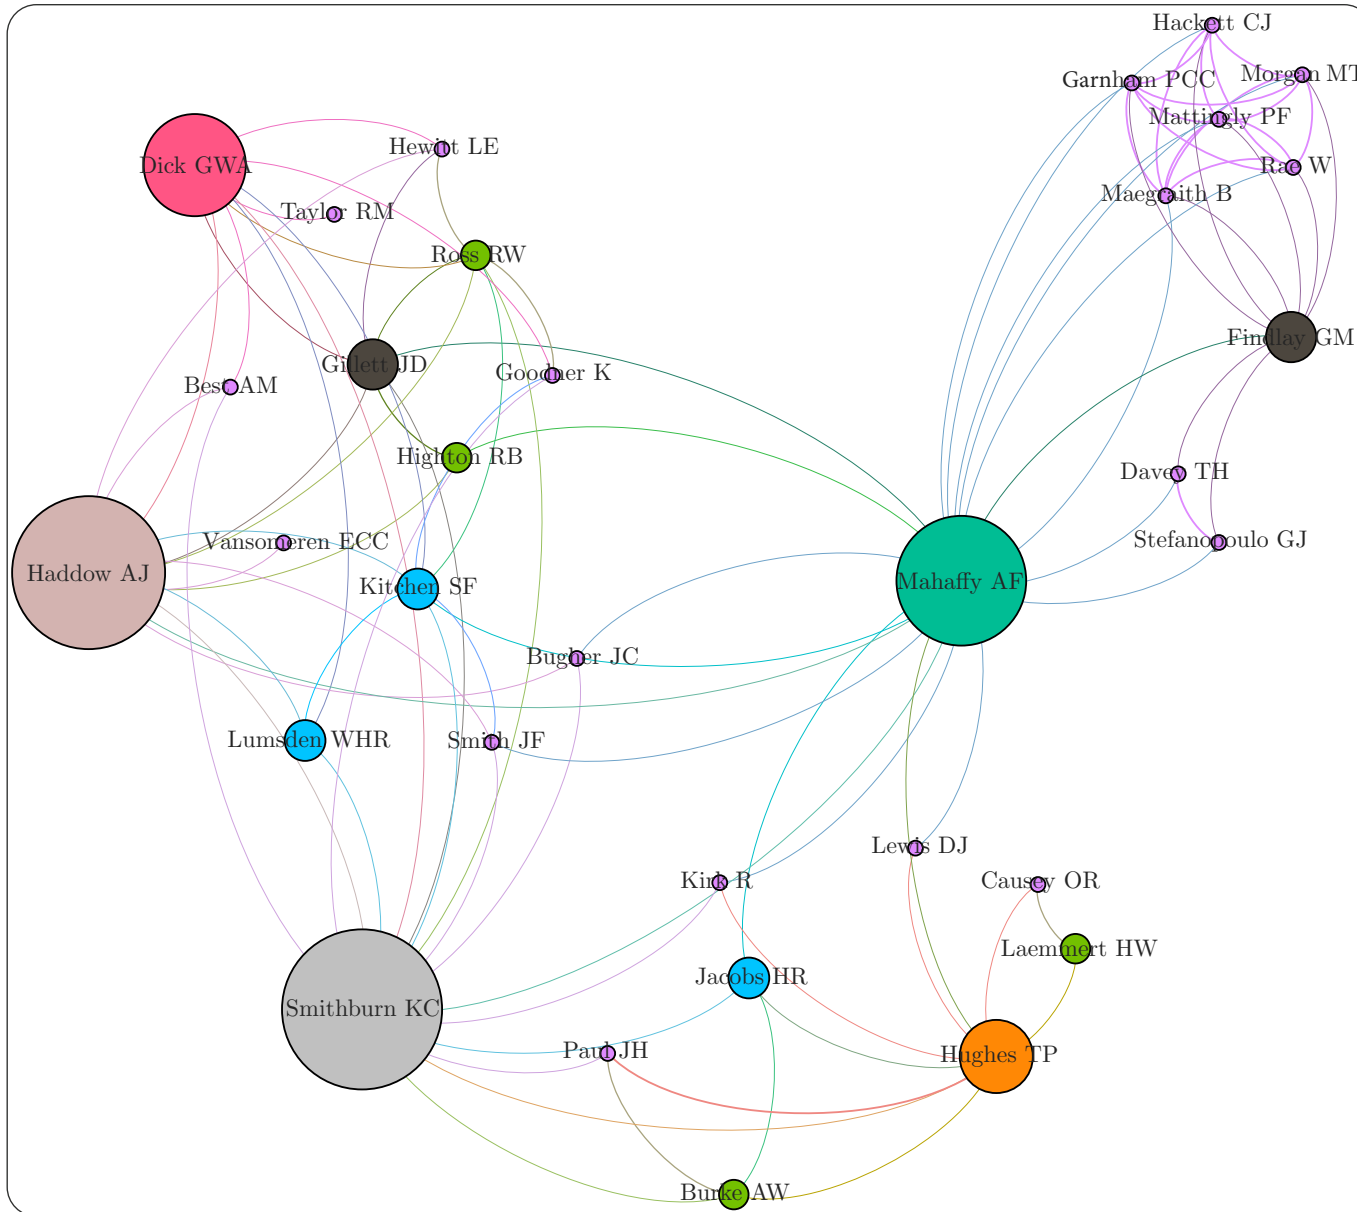 Hackett CJ
Garnham PCC
Morgan MT
Mattingly PF
Hewitt LE
Dick GWA
Rae W
Maegraith B
Taylor RM
Ross RW
Findlay GM
Gillett JD
Goodner K
Best AM
Highton RB
Davey TH
Vansomeren ECC
Stefanopoulo GJ
Haddow AJ
Kitchen SF
Mahaffy AF
Bugher JC
Lumsden WHR
Smith JF
Lewis DJ
Kirk R
Causey OR
Laemmert HW
Jacobs HR
Smithburn KC
Paul JH
Hughes TP
Burke AW